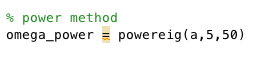 % power method
omega_power = powereig(a,5,50)